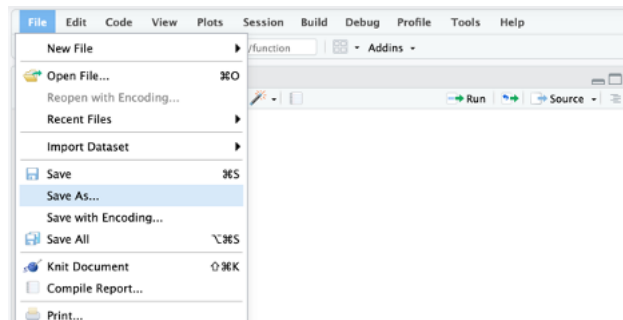 File Edit Code View Plots Session Build Debug Profile Tools Help
New File /function Addins
Open File... ⌘O
Reopen with Encoding... Run Source
Recent Files
Import Dataset
Save ⌘S
Save As...
Save with Encoding...
Save All ⌥⌘S
Knit Document ⇧⌘K
Compile Report...
Print...